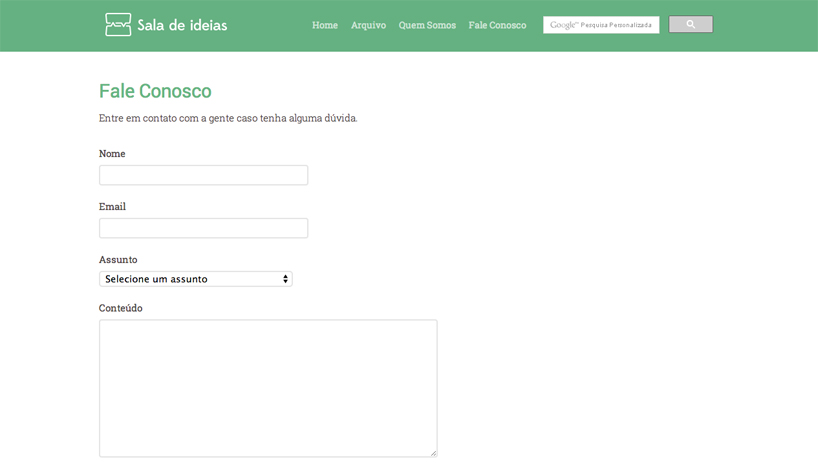 Sala de ideias
Home Arquivo Quem Somos Fale Conosco Google™ Pesquisa Personalizada
Fale Conosco
Entre em contato com a gente caso tenha alguma dúvida.
Nome
Email
Assunto
Selecione um assunto
Conteúdo